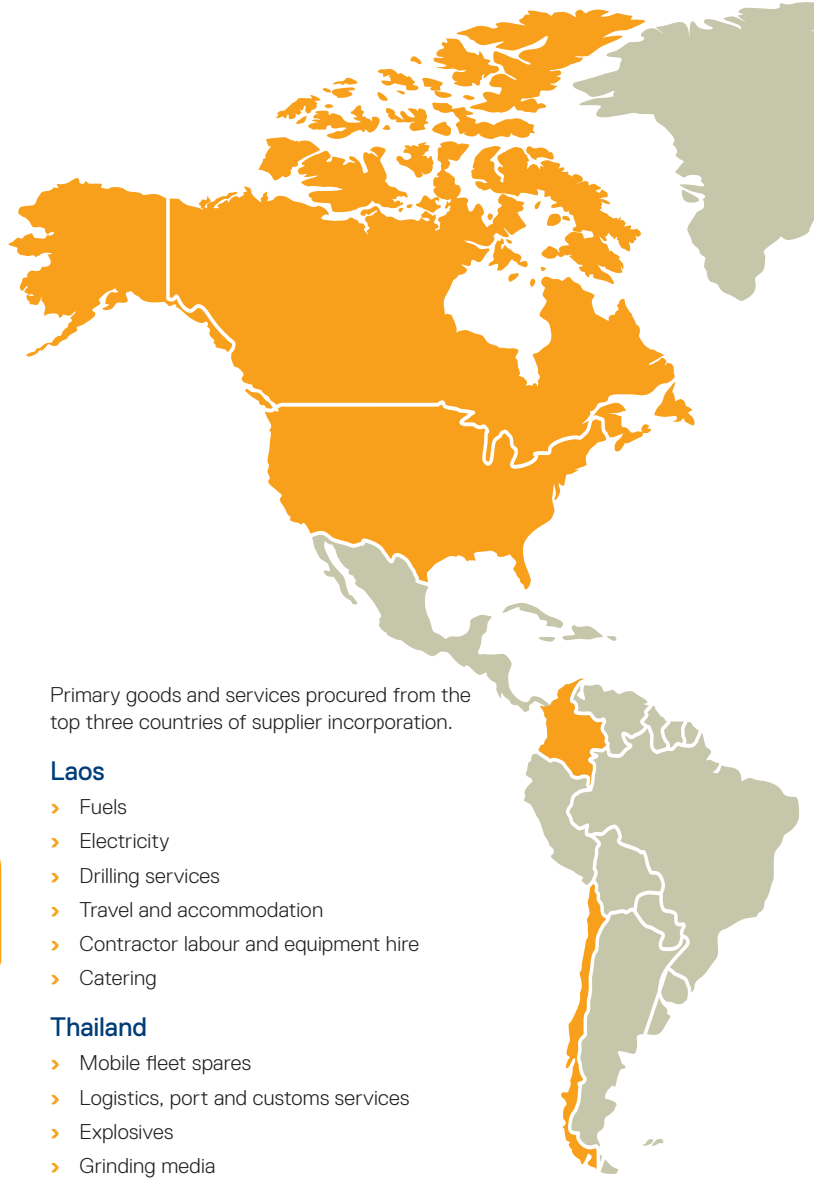 Primary goods and services procured from the
top three countries of supplier incorporation.
Laos
› Fuels
› Electricity
› Drilling services
› Travel and accommodation
› Contractor labour and equipment hire
› Catering
Thailand
› Mobile fleet spares
› Logistics, port and customs services
› Explosives
› Grinding media